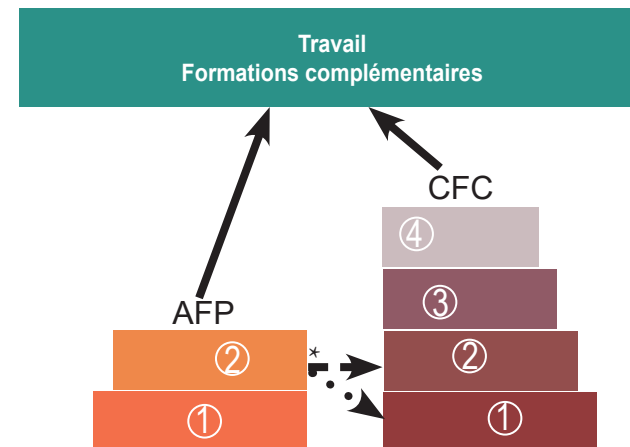 Travail
Formations complémentaires
CFC
④
③
AFP
②
*
②
①
①